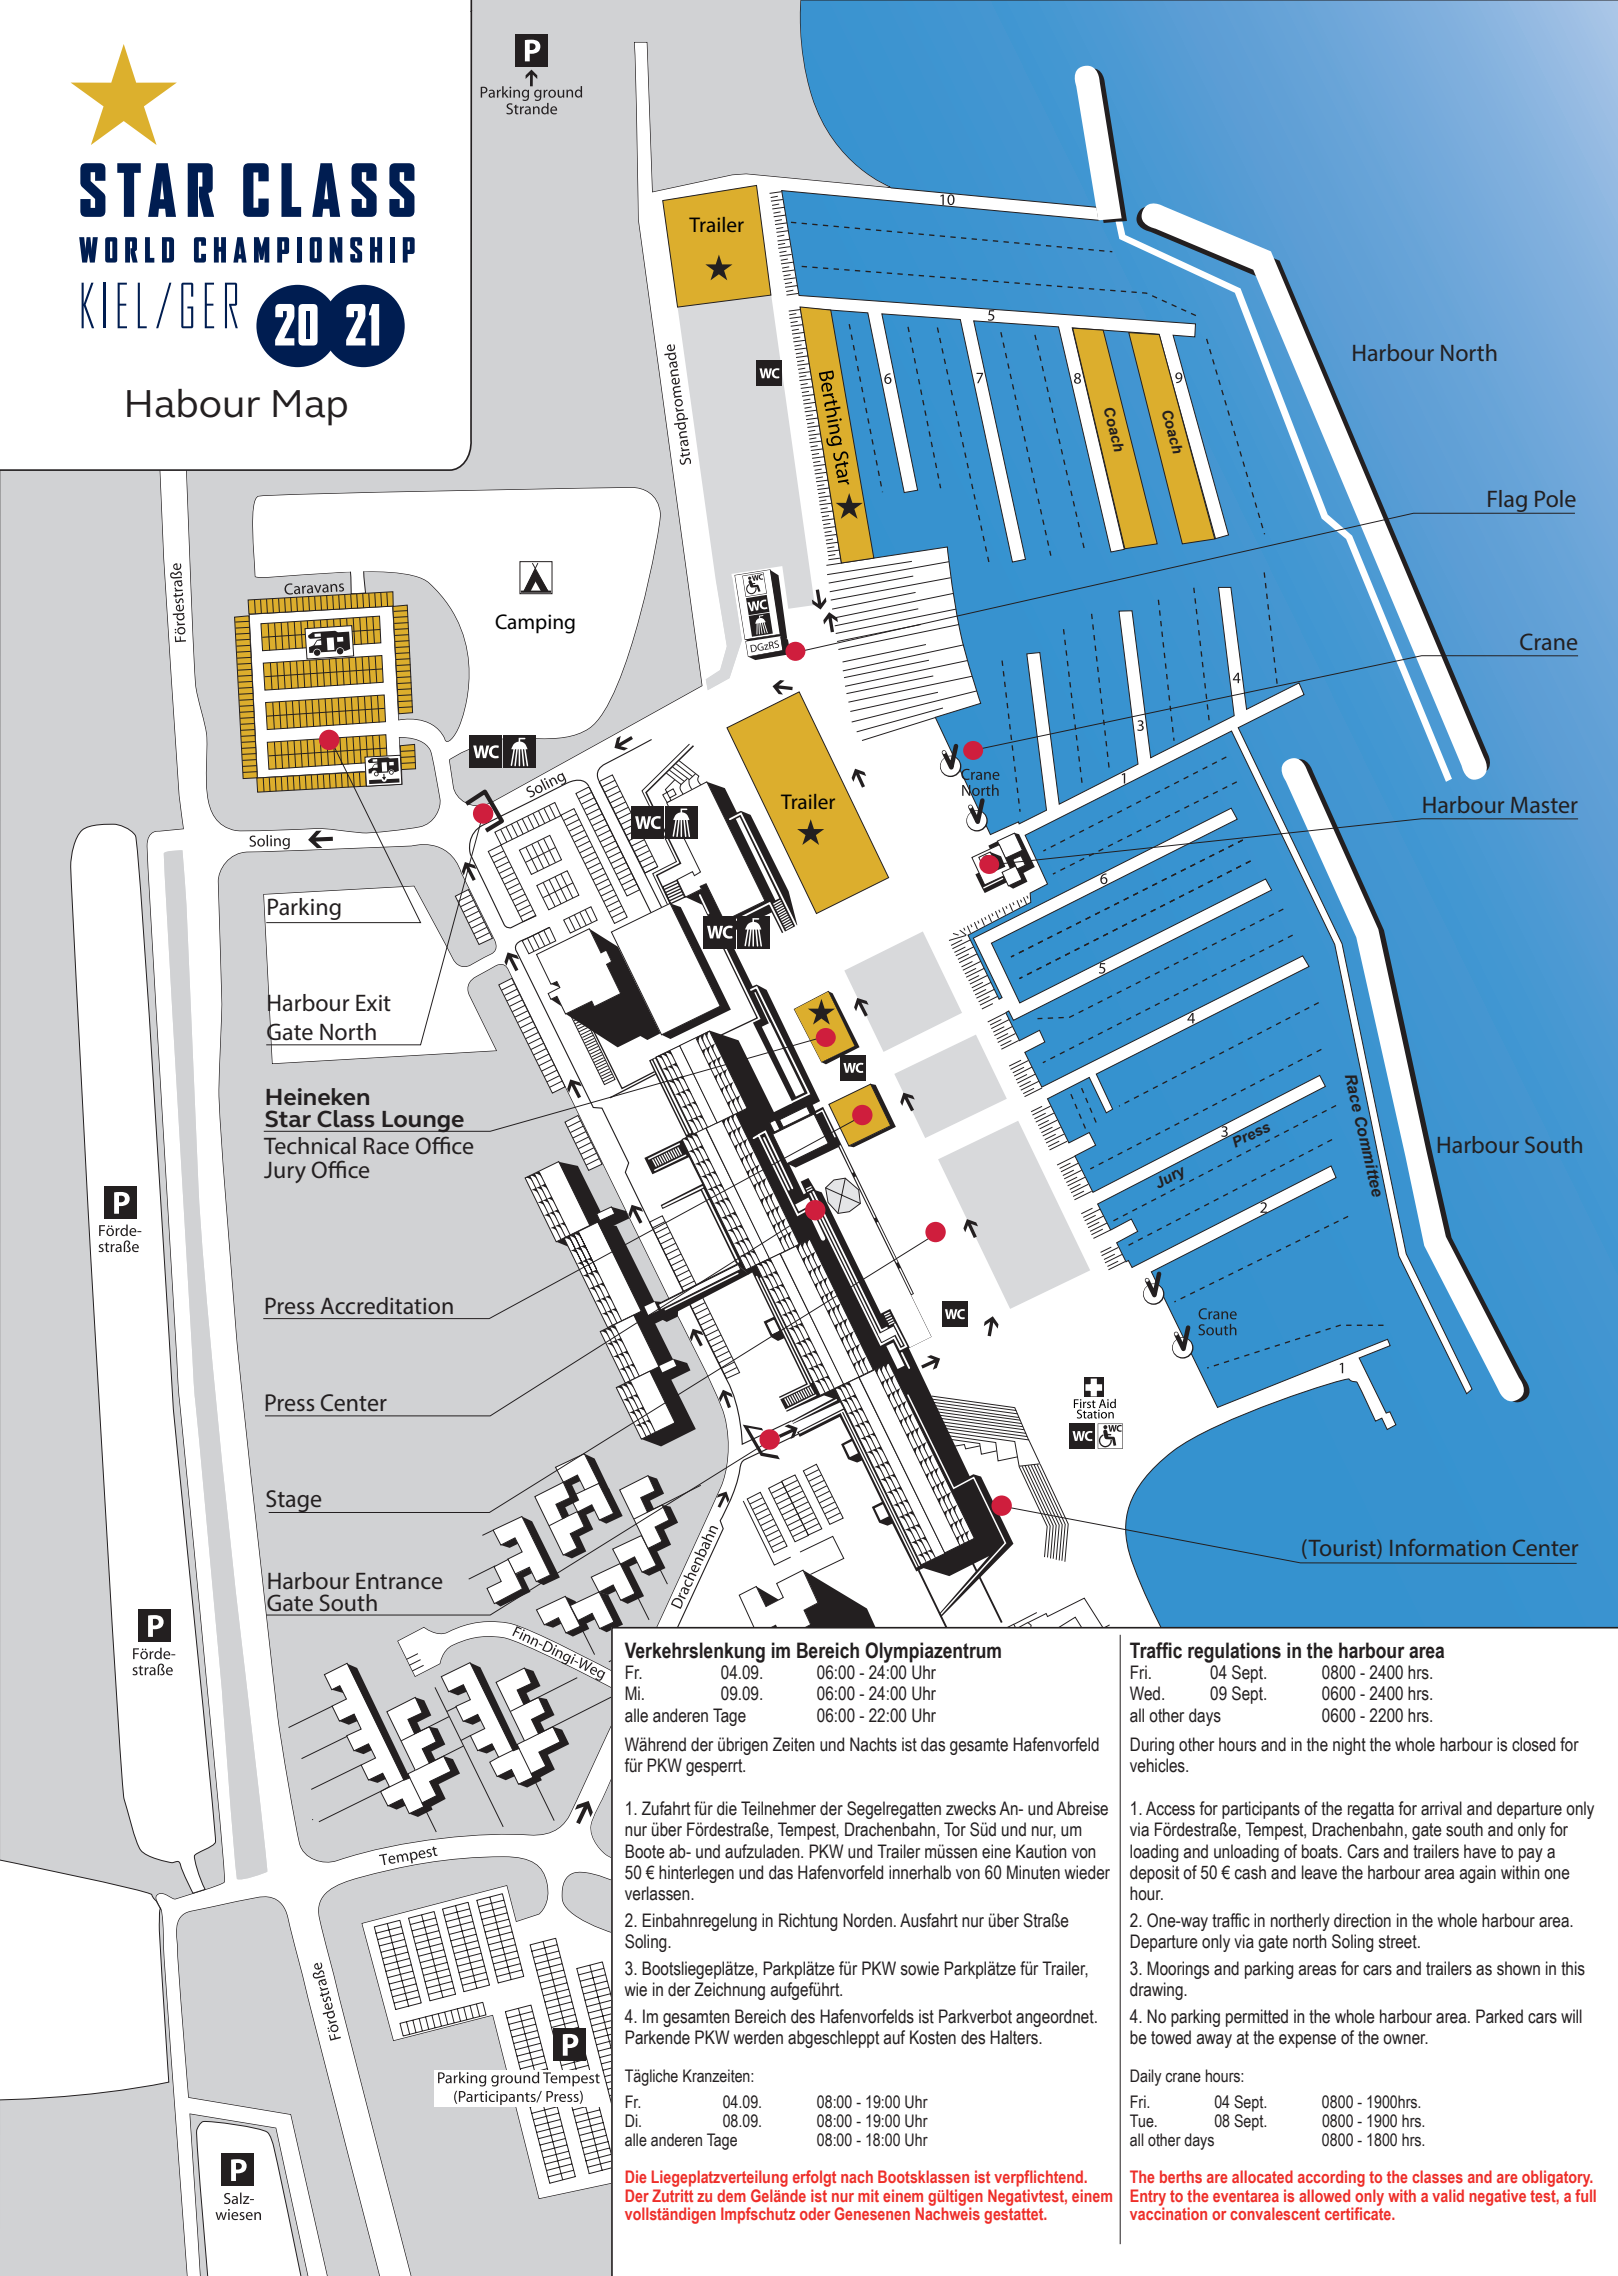 STAR CLASS
WORLD CHAMPIONSHIP
KIEL/GER 20 21
Habour Map
P
Parking ground
Strande
Trailer
10
5
Strandpromenade
WC
Berthing Star
6
7
8
9
Coach
Coach
Harbour North
Flag Pole
Crane
Harbour Master
Fördestraße
Caravans
Camping
WC
WC
DGzRS
4
3
1
Crane
North
WC
Soling
Soling
WC
Trailer
WC
6
5
4
3
2
1
Parking
Harbour Exit
Gate North
Heineken
Star Class Lounge
Technical Race Office
Jury Office
WC
Race Committee
Press
Jury
Harbour South
P
Förde-
straße
Press Accreditation
Press Center
Stage
Harbour Entrance
Gate South
WC
Crane
South
First Aid
Station
WC
WC
(Tourist) Information Center
Drachenbahn
Finn-Dingi-Weg
P
Förde-
straße
Tempest
Fördestraße
P
Parking ground Tempest
(Participants/ Press)
P
Salz-
wiesen
Verkehrslenkung im Bereich Olympiazentrum
Fr. 04.09. 06:00 - 24:00 Uhr
Mi. 09.09. 06:00 - 24:00 Uhr
alle anderen Tage 06:00 - 22:00 Uhr
Während der übrigen Zeiten und Nachts ist das gesamte Hafenvorfeld
für PKW gesperrt.
1. Zufahrt für die Teilnehmer der Segelregatten zwecks An- und Abreise
nur über Fördestraße, Tempest, Drachenbahn, Tor Süd und nur, um
Boote ab- und aufzuladen. PKW und Trailer müssen eine Kaution von
50 € hinterlegen und das Hafenvorfeld innerhalb von 60 Minuten wieder
verlassen.
2. Einbahnregelung in Richtung Norden. Ausfahrt nur über Straße
Soling.
3. Bootsliegeplätze, Parkplätze für PKW sowie Parkplätze für Trailer,
wie in der Zeichnung aufgeführt.
4. Im gesamten Bereich des Hafenvorfelds ist Parkverbot angeordnet.
Parkende PKW werden abgeschleppt auf Kosten des Halters.
Tägliche Kranzeiten:
Fr. 04.09. 08:00 - 19:00 Uhr
Di. 08.09. 08:00 - 19:00 Uhr
alle anderen Tage 08:00 - 18:00 Uhr
Die Liegeplatzverteilung erfolgt nach Bootsklassen ist verpflichtend.
Der Zutritt zu dem Gelände ist nur mit einem gültigen Negativtest, einem
vollständigen Impfschutz oder Genesenen Nachweis gestattet.
Traffic regulations in the harbour area
Fri. 04 Sept. 0800 - 2400 hrs.
Wed. 09 Sept. 0600 - 2400 hrs.
all other days 0600 - 2200 hrs.
During other hours and in the night the whole harbour is closed for
vehicles.
1. Access for participants of the regatta for arrival and departure only
via Fördestraße, Tempest, Drachenbahn, gate south and only for
loading and unloading of boats. Cars and trailers have to pay a
deposit of 50 € cash and leave the harbour area again within one
hour.
2. One-way traffic in northerly direction in the whole harbour area.
Departure only via gate north Soling street.
3. Moorings and parking areas for cars and trailers as shown in this
drawing.
4. No parking permitted in the whole harbour area. Parked cars will
be towed away at the expense of the owner.
Daily crane hours:
Fri. 04 Sept. 0800 - 1900hrs.
Tue. 08 Sept. 0800 - 1900 hrs.
all other days 0800 - 1800 hrs.
The berths are allocated according to the classes and are obligatory.
Entry to the eventarea is allowed only with a valid negative test, a full
vaccination or convalescent certificate.